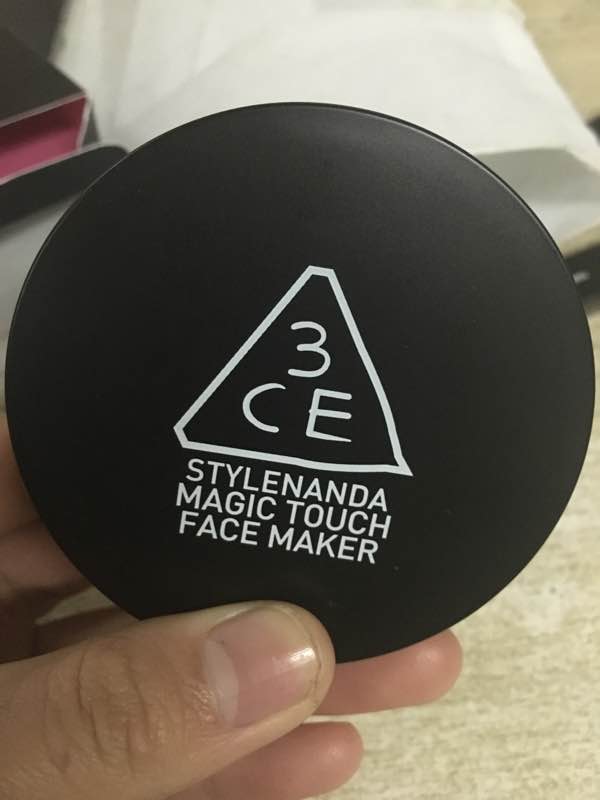 3
CE
STYLENANDA
MAGIC TOUCH
FACE MAKER